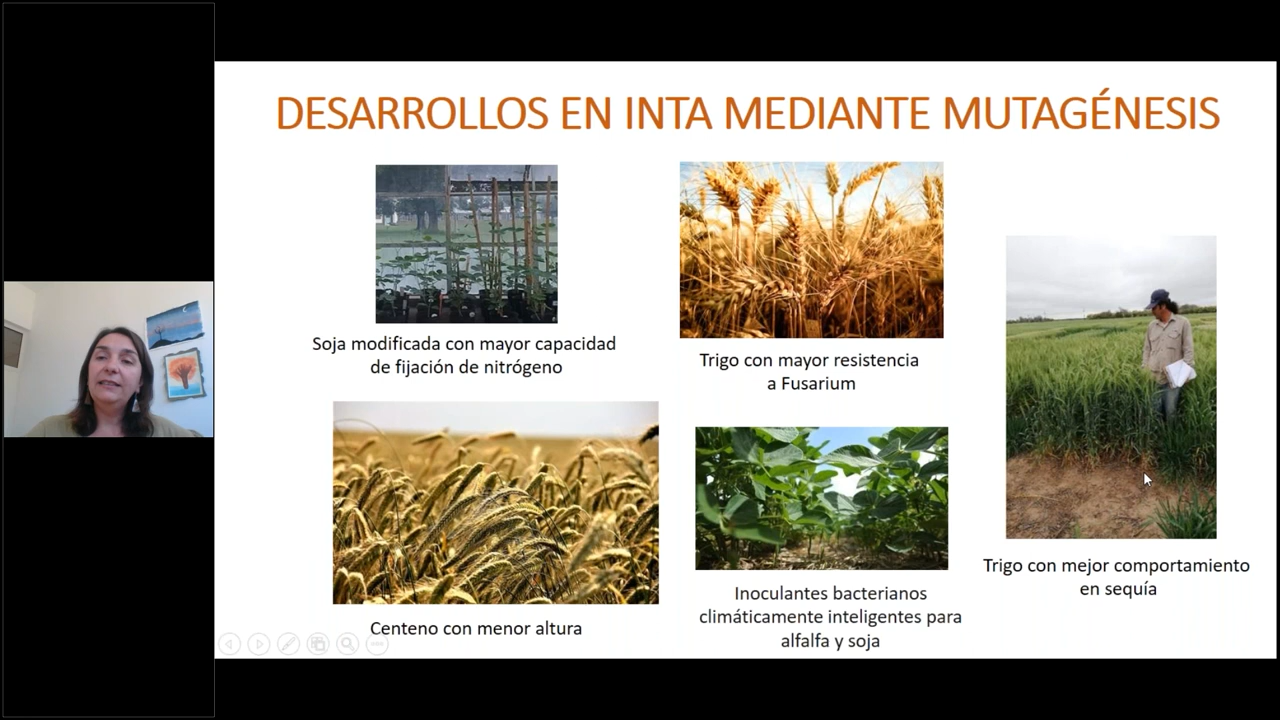 DESARROLLOS EN INTA MEDIANTE MUTAGÉNESIS
Soja modificada con mayor capacidad
de fijación de nitrógeno
Trigo con mayor resistencia
a Fusarium
Centeno con menor altura
Inoculantes bacterianos
climáticamente inteligentes para
alfalfa y soja
Trigo con mejor comportamiento
en sequía